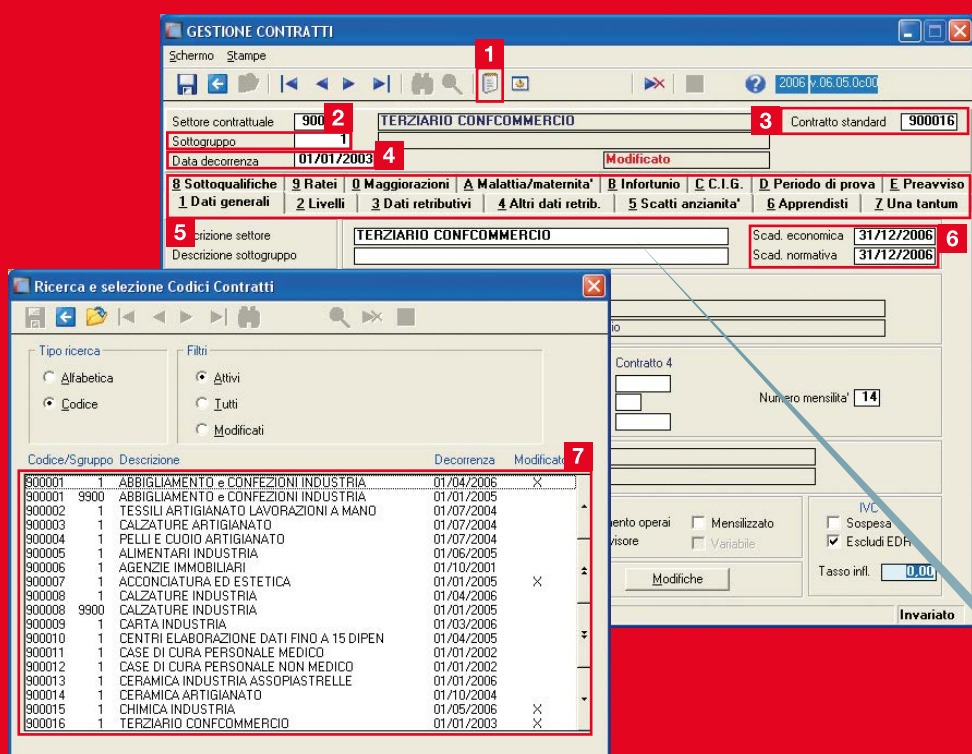 GESTIONE CONTRATTI
Schermo Stampe
1
2006 v.06.05.0c00
Settore contrattuale 900 2 TERZIARIO CONFCOMMERCIO 3 Contratto standard 900016
Sottogruppo 1
Data decorrenza 01/01/2003 4 Modificato
8 Sottoqualifiche 9 Ratei 0 Maggiorazioni A Malattia/maternita' B Infortunio C C.I.G. D Periodo di prova E Preavviso
1 Dati generali 2 Livelli 3 Dati retributivi 4 Altri dati retrib. 5 Scatti anzianita' 6 Apprendisti 7 Una tantum
5 crizione settore TERZIARIO CONFCOMMERCIO Scad. economica 31/12/2006 6
Descrizione sottogruppo Scad. normativa 31/12/2006
io
Contratto 4
Numero mensilita' 14
mento operai Mensilizzato
visore Variabile
IVC
Sospesa
Escludi EDR
Modifiche
Tasso infl. 0,00
Invariato
Ricerca e selezione Codici Contratti
Tipo ricerca
Alfabetica
Codice
Filtri
Attivi
Tutti
Modificati
Codice/Sgruppo Descrizione Decorrenza Modificato 7
900001 1 ABBIGLIAMENTO e CONFEZIONI INDUSTRIA 01/04/2006 X
900001 9900 ABBIGLIAMENTO e CONFEZIONI INDUSTRIA 01/01/2005
900002 1 TESSILI ARTIGIANATO LAVORAZIONI A MANO 01/07/2004
900003 1 CALZATURE ARTIGIANATO 01/07/2004
900004 1 PELLI E CUOIO ARTIGIANATO 01/07/2004
900005 1 ALIMENTARI INDUSTRIA 01/06/2005
900006 1 AGENZIE IMMOBILIARI 01/10/2001
900007 1 ACCONCIATURA ED ESTETICA 01/01/2005 X
900008 1 CALZATURE INDUSTRIA 01/04/2006
900008 9900 CALZATURE INDUSTRIA 01/01/2005
900009 1 CARTA INDUSTRIA 01/03/2006
900010 1 CENTRI ELABORAZIONE DATI FINO A 15 DIPEN 01/04/2005
900011 1 CASE DI CURA PERSONALE MEDICO 01/01/2002
900012 1 CASE DI CURA PERSONALE NON MEDICO 01/01/2002
900013 1 CERAMICA INDUSTRIA ASSOPIASTRELLE 01/01/2006
900014 1 CERAMICA ARTIGIANATO 01/10/2004
900015 1 CHIMICA INDUSTRIA 01/05/2006 X
900016 1 TERZIARIO CONFCOMMERCIO 01/01/2003 X